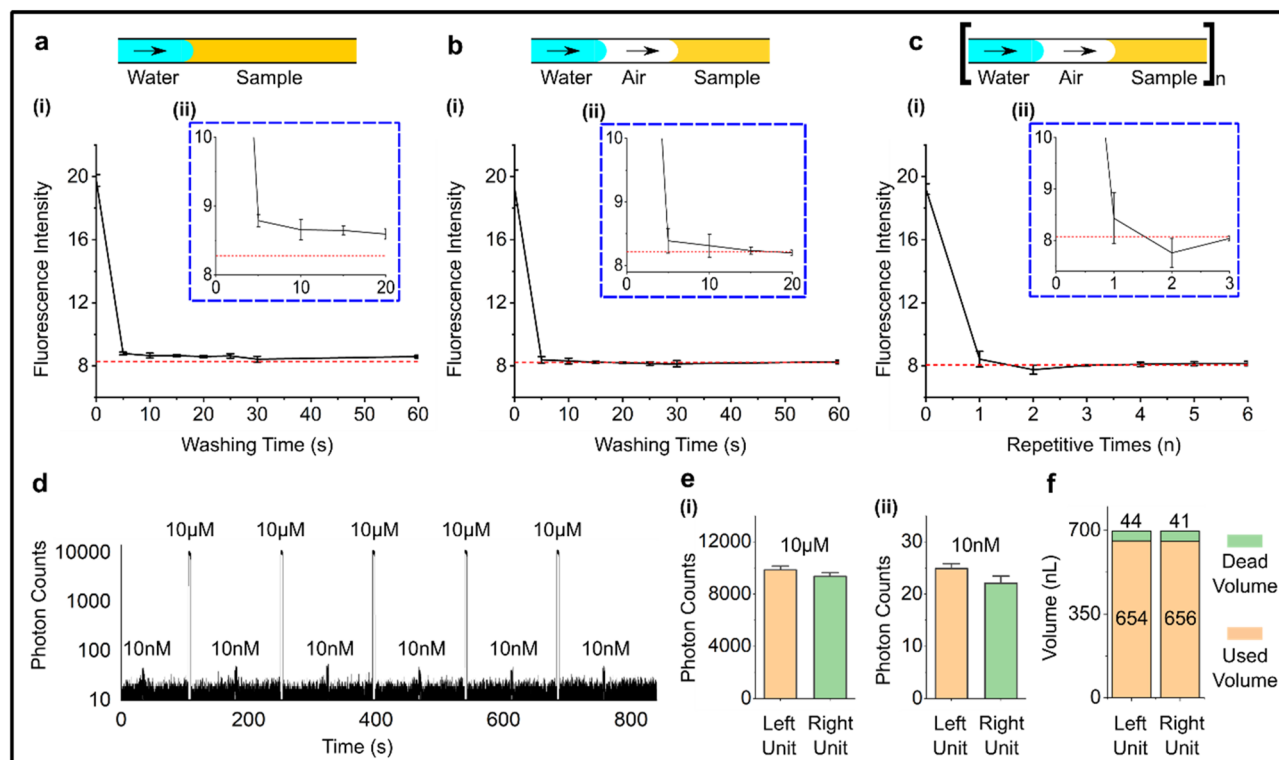 a
Water Sample
(i)
(ii)
10
9
8
0 10 20
20
16
12
8
4
Fluorescence Intensity
0 10 20 30 40 50 60
Washing Time (s)
b
Water Air Sample
(i)
(ii)
10
9
8
0 10 20
20
16
12
8
4
Fluorescence Intensity
0 10 20 30 40 50 60
Washing Time (s)
c
[ ]n
Water Air Sample
(i)
(ii)
10
9
8
1 2 3
20
16
12
8
4
Fluorescence Intensity
0 1 2 3 4 5 6
Repetitive Times (n)
d
10µM 10µM 10µM 10µM 10µM
10000
1000
100
10
Photon Counts
10nM 10nM 10nM 10nM 10nM 10nM
0 200 400 600 800
Time (s)
e
(i)
10µM
12000
8000
4000
0
Photon Counts
Left Right
Unit Unit
(ii)
10nM
30
20
10
0
Photon Counts
Left Right
Unit Unit
f
44 41
700
350
0
Volume (nL)
654 656
Left Right
Unit Unit
Dead
Volume
Used
Volume